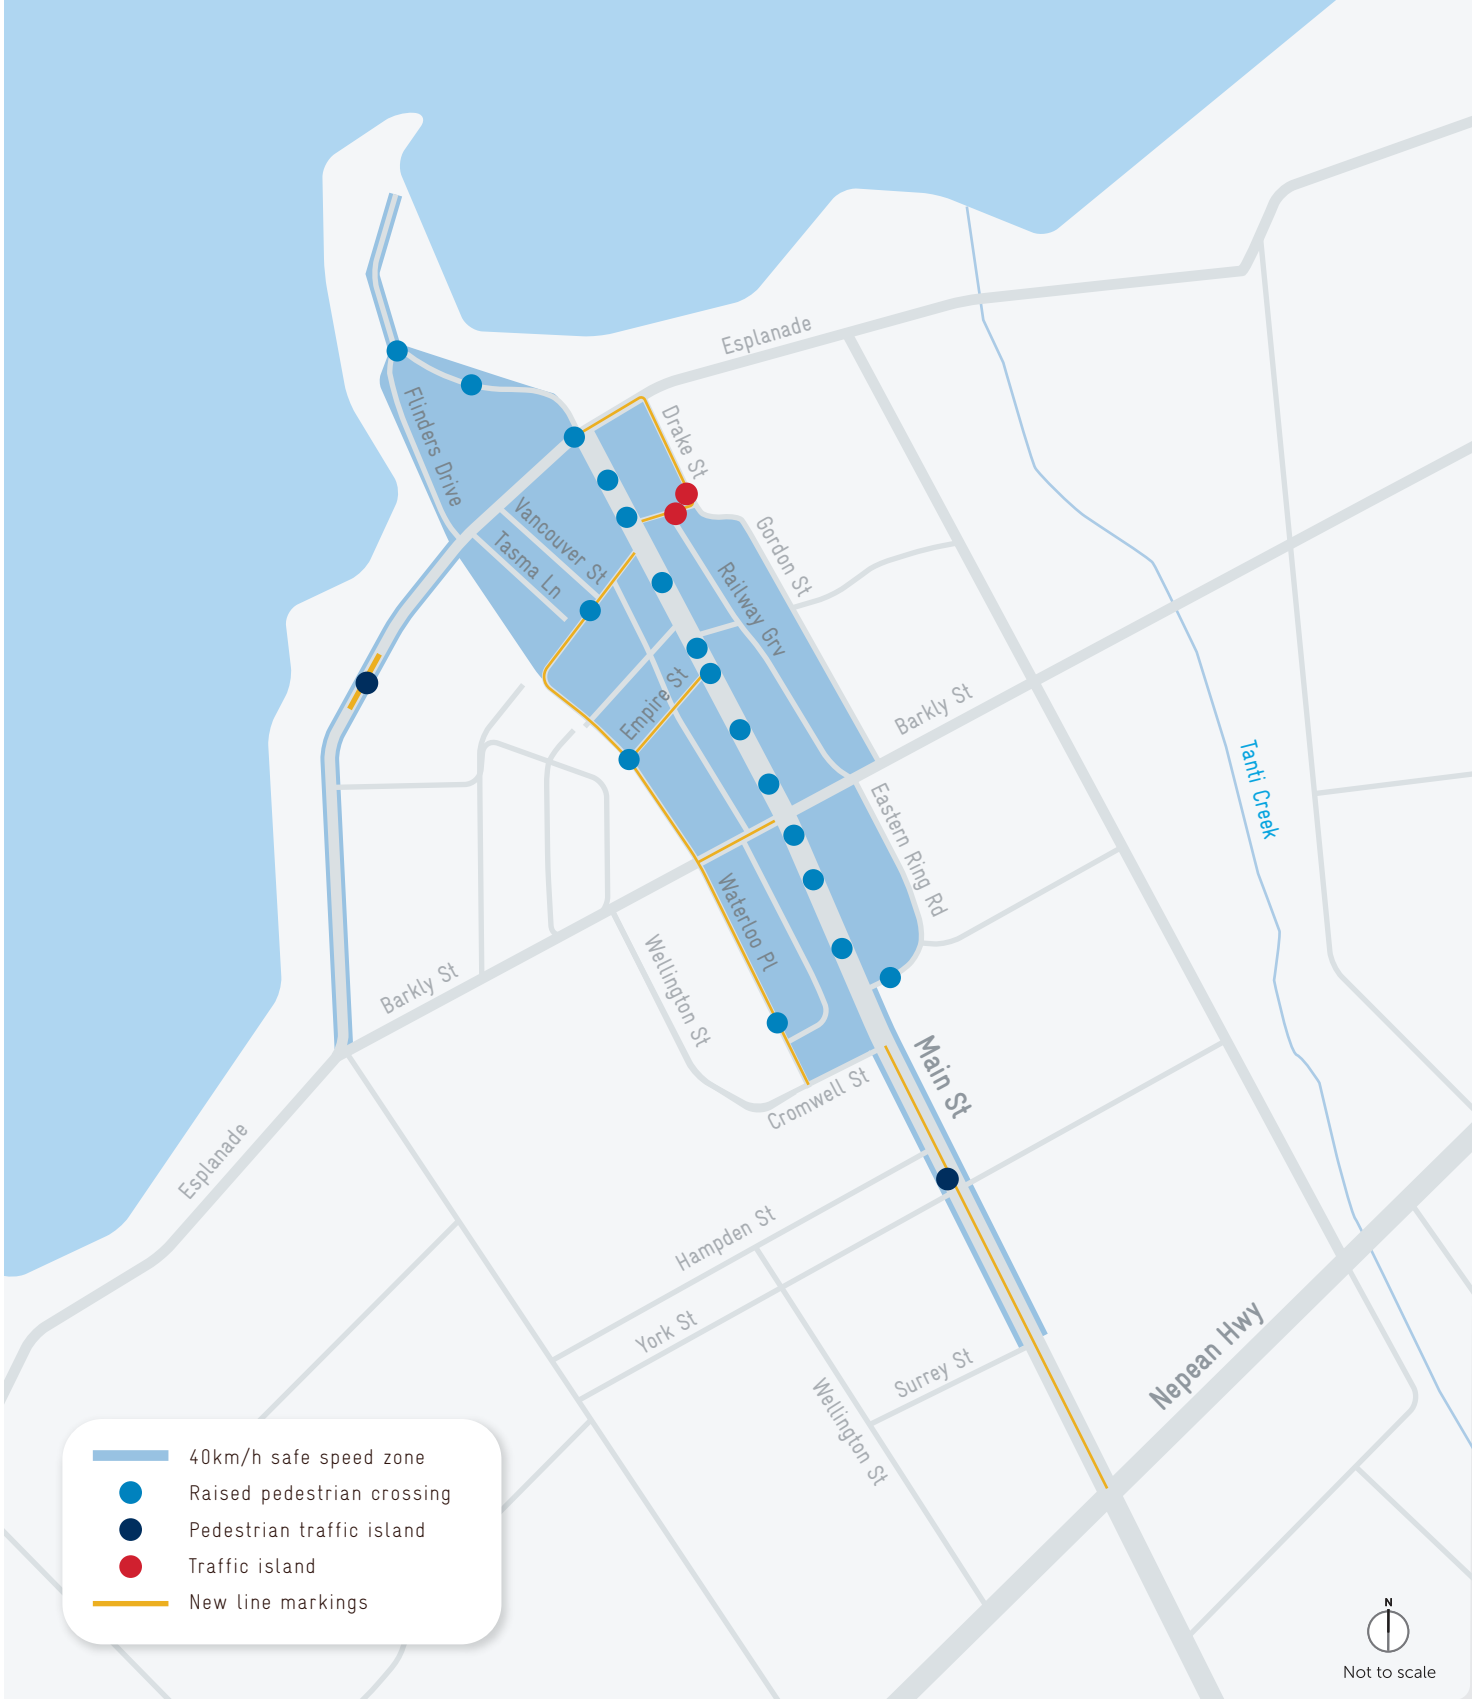 Esplanade
Drake St
Flinders Drive
Vancouver St
Tasma Ln
Gordon St
Railway Grv
Empire St
Barkly St
Tanti Creek
Eastern Ring Rd
Waterloo Pl
Wellington St
Barkly St
Main St
Cromwell St
Esplanade
Hampden St
York St
Surrey St
Wellington St
Nepean Hwy
40km/h safe speed zone
Raised pedestrian crossing
Pedestrian traffic island
Traffic island
New line markings
N
Not to scale